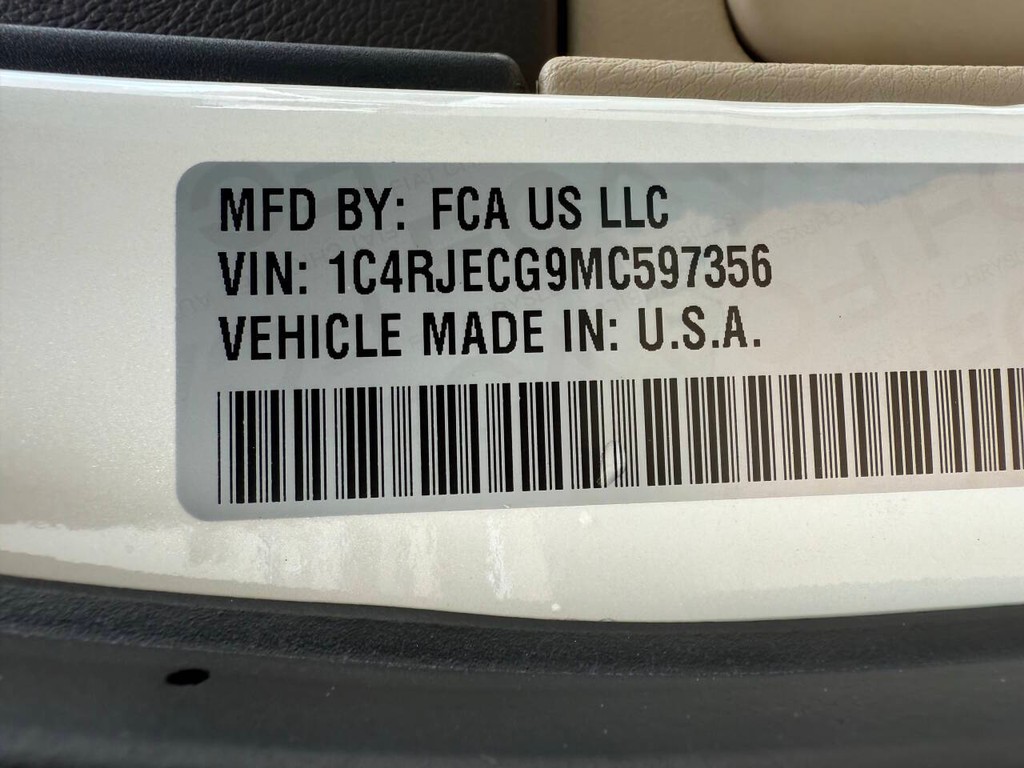 MFD BY: FCA US LLC
VIN: 1C4RJECG9MC597356
VEHICLE MADE IN: U.S.A.